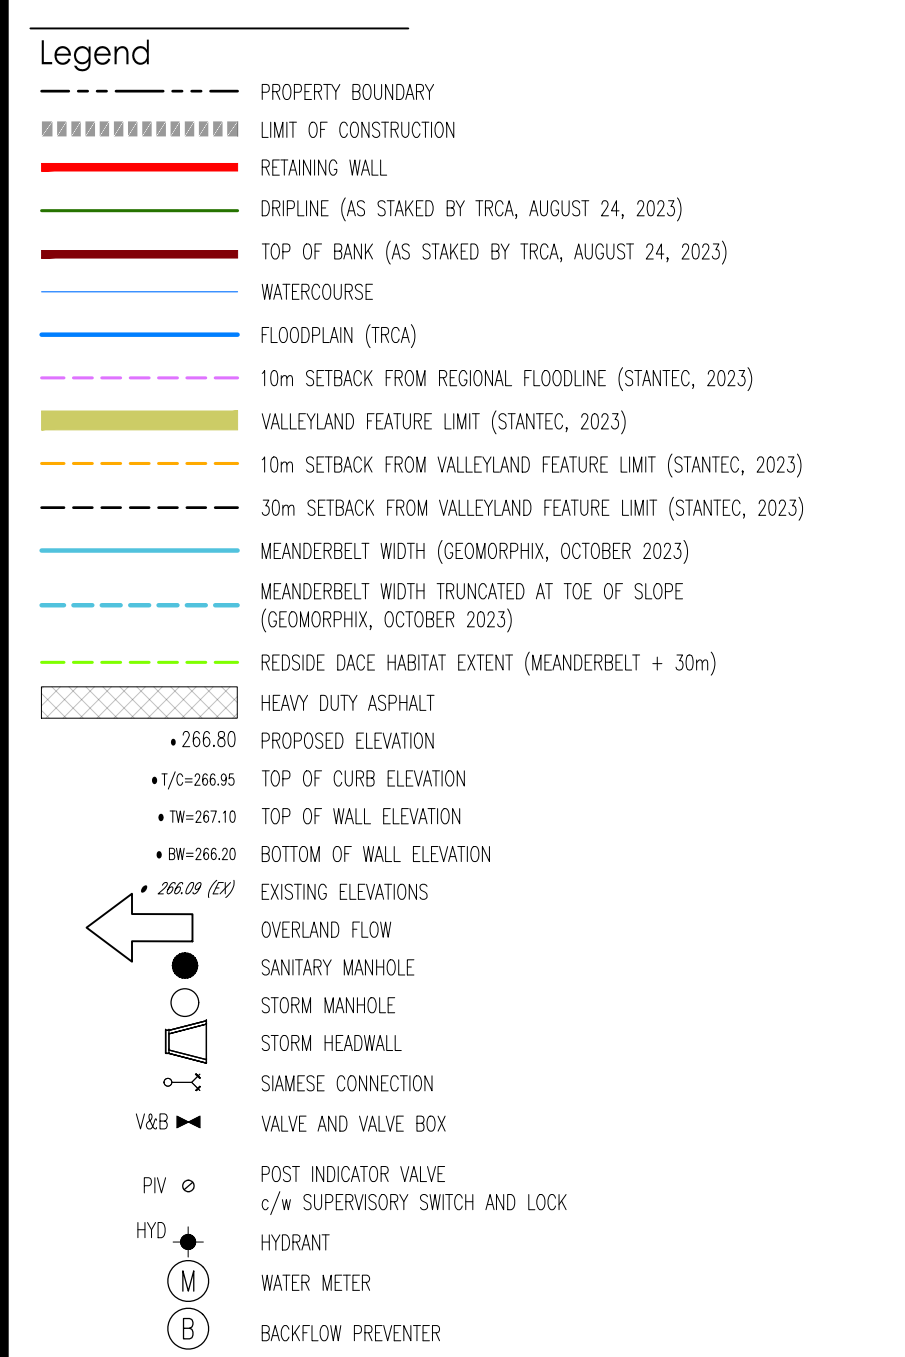 Legend
PROPERTY BOUNDARY
LIMIT OF CONSTRUCTION
RETAINING WALL
DRIPLINE (AS STAKED BY TRCA, AUGUST 24, 2023)
TOP OF BANK (AS STAKED BY TRCA, AUGUST 24, 2023)
WATERCOURSE
FLOODPLAIN (TRCA)
10m SETBACK FROM REGIONAL FLOODLINE (STANTEC, 2023)
VALLEYLAND FEATURE LIMIT (STANTEC, 2023)
10m SETBACK FROM VALLEYLAND FEATURE LIMIT (STANTEC, 2023)
30m SETBACK FROM VALLEYLAND FEATURE LIMIT (STANTEC, 2023)
MEANDERBELT WIDTH (GEOMORPHIX, OCTOBER 2023)
MEANDERBELT WIDTH TRUNCATED AT TOE OF SLOPE
(GEOMORPHIX, OCTOBER 2023)
REDSIDE DACE HABITAT EXTENT (MEANDERBELT + 30m)
HEAVY DUTY ASPHALT
266.80 PROPOSED ELEVATION
T/C=266.95 TOP OF CURB ELEVATION
TW=267.10 TOP OF WALL ELEVATION
BW=266.20 BOTTOM OF WALL ELEVATION
266.09 (EX) EXISTING ELEVATIONS
OVERLAND FLOW
SANITARY MANHOLE
STORM MANHOLE
STORM HEADWALL
SIAMESE CONNECTION
V&B VALVE AND VALVE BOX
PIV POST INDICATOR VALVE
c/w SUPERVISORY SWITCH AND LOCK
HYD HYDRANT
M WATER METER
B BACKFLOW PREVENTER